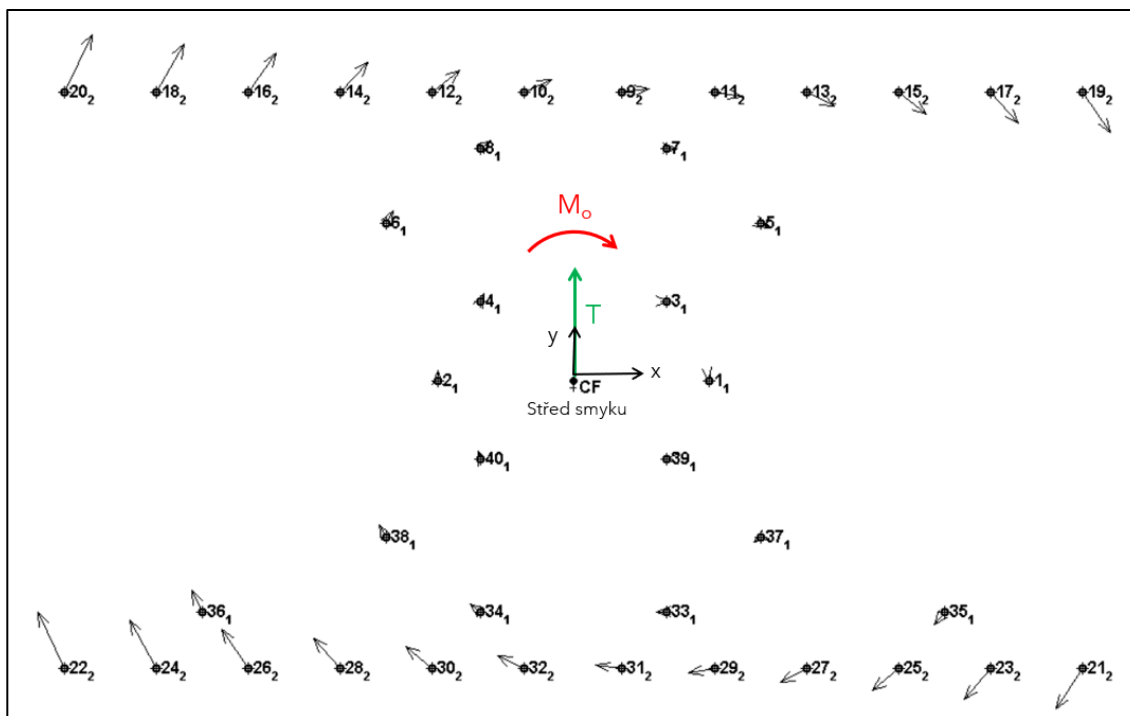 20₂ 18₂ 16₂ 14₂ 12₂ 10₂ 9₂ 11₂ 13₂ 15₂ 17₂ 19₂
8₁ 7₁
6₁ 5₁
Mₒ
4₁ 3₁
T
y
x
2₁ CF 1₁
Střed smyku
40₁ 39₁
38₁ 37₁
36₁ 34₁ 33₁ 35₁
22₂ 24₂ 26₂ 28₂ 30₂ 32₂ 31₂ 29₂ 27₂ 25₂ 23₂ 21₂